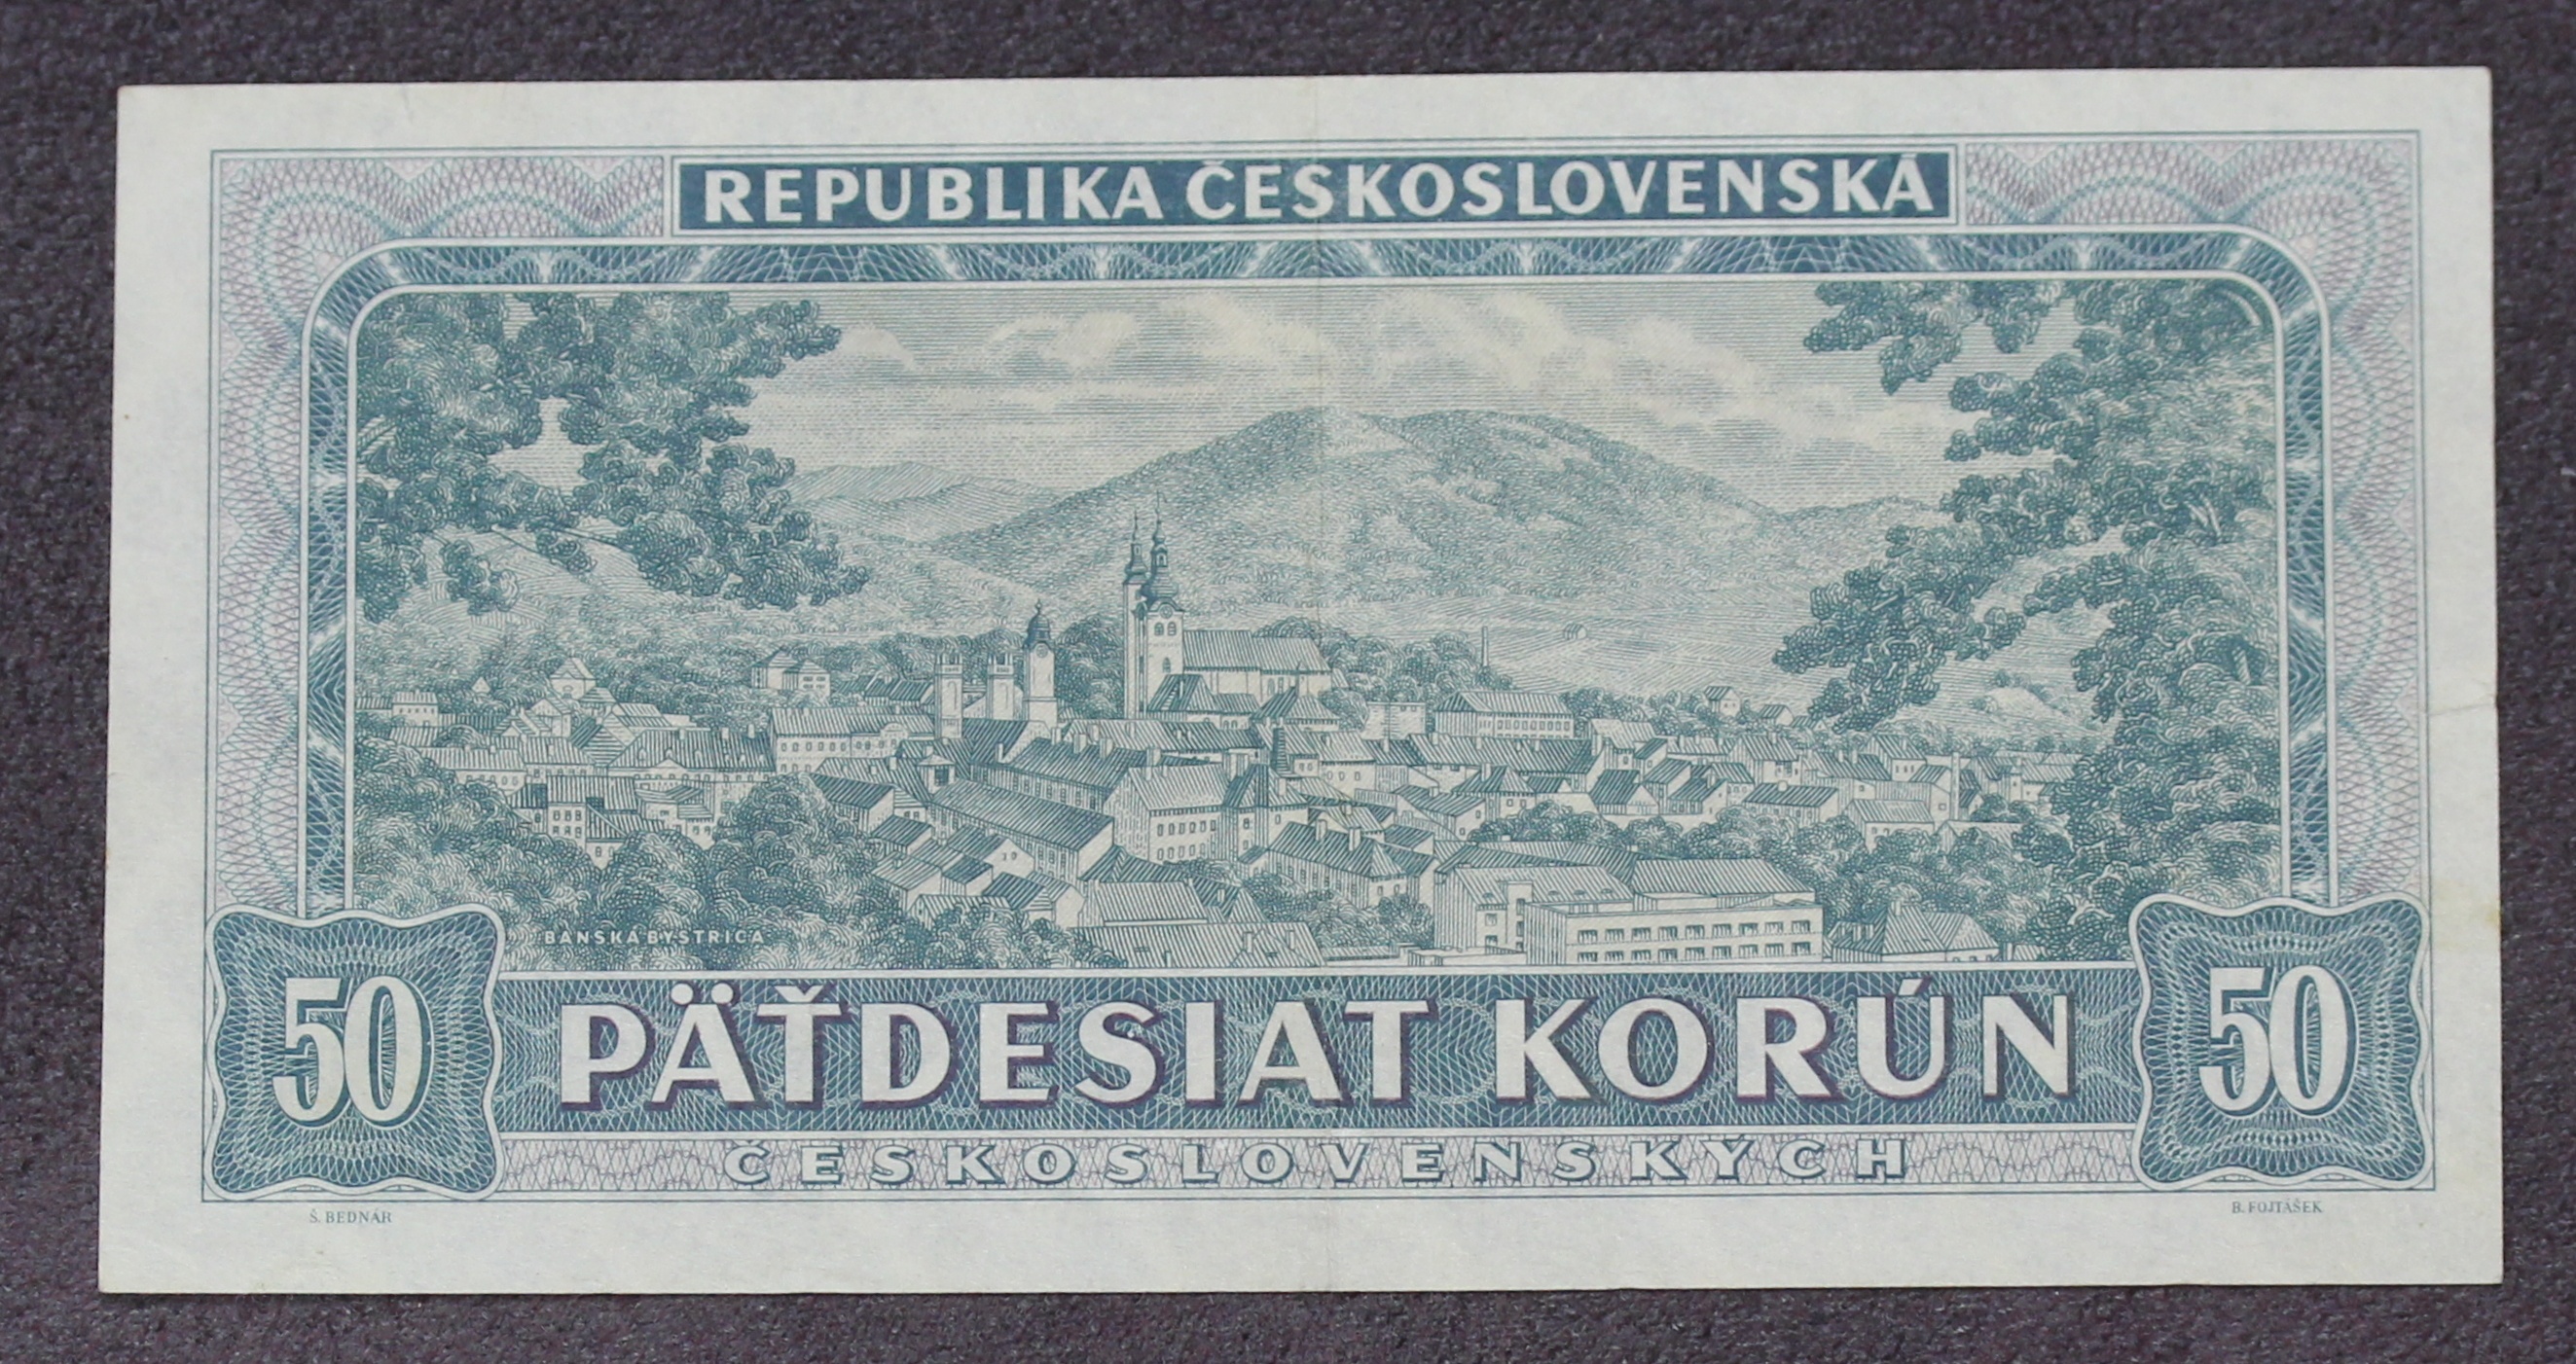 REPUBLIKA ČESKOSLOVENSKÁ
BANSKÁ BYSTRICA
50 PÄŤDESIAT KORÚN 50
ČESKOSLOVENSKÝCH
Š. BEDNÁR B. FOJTÁŠEK